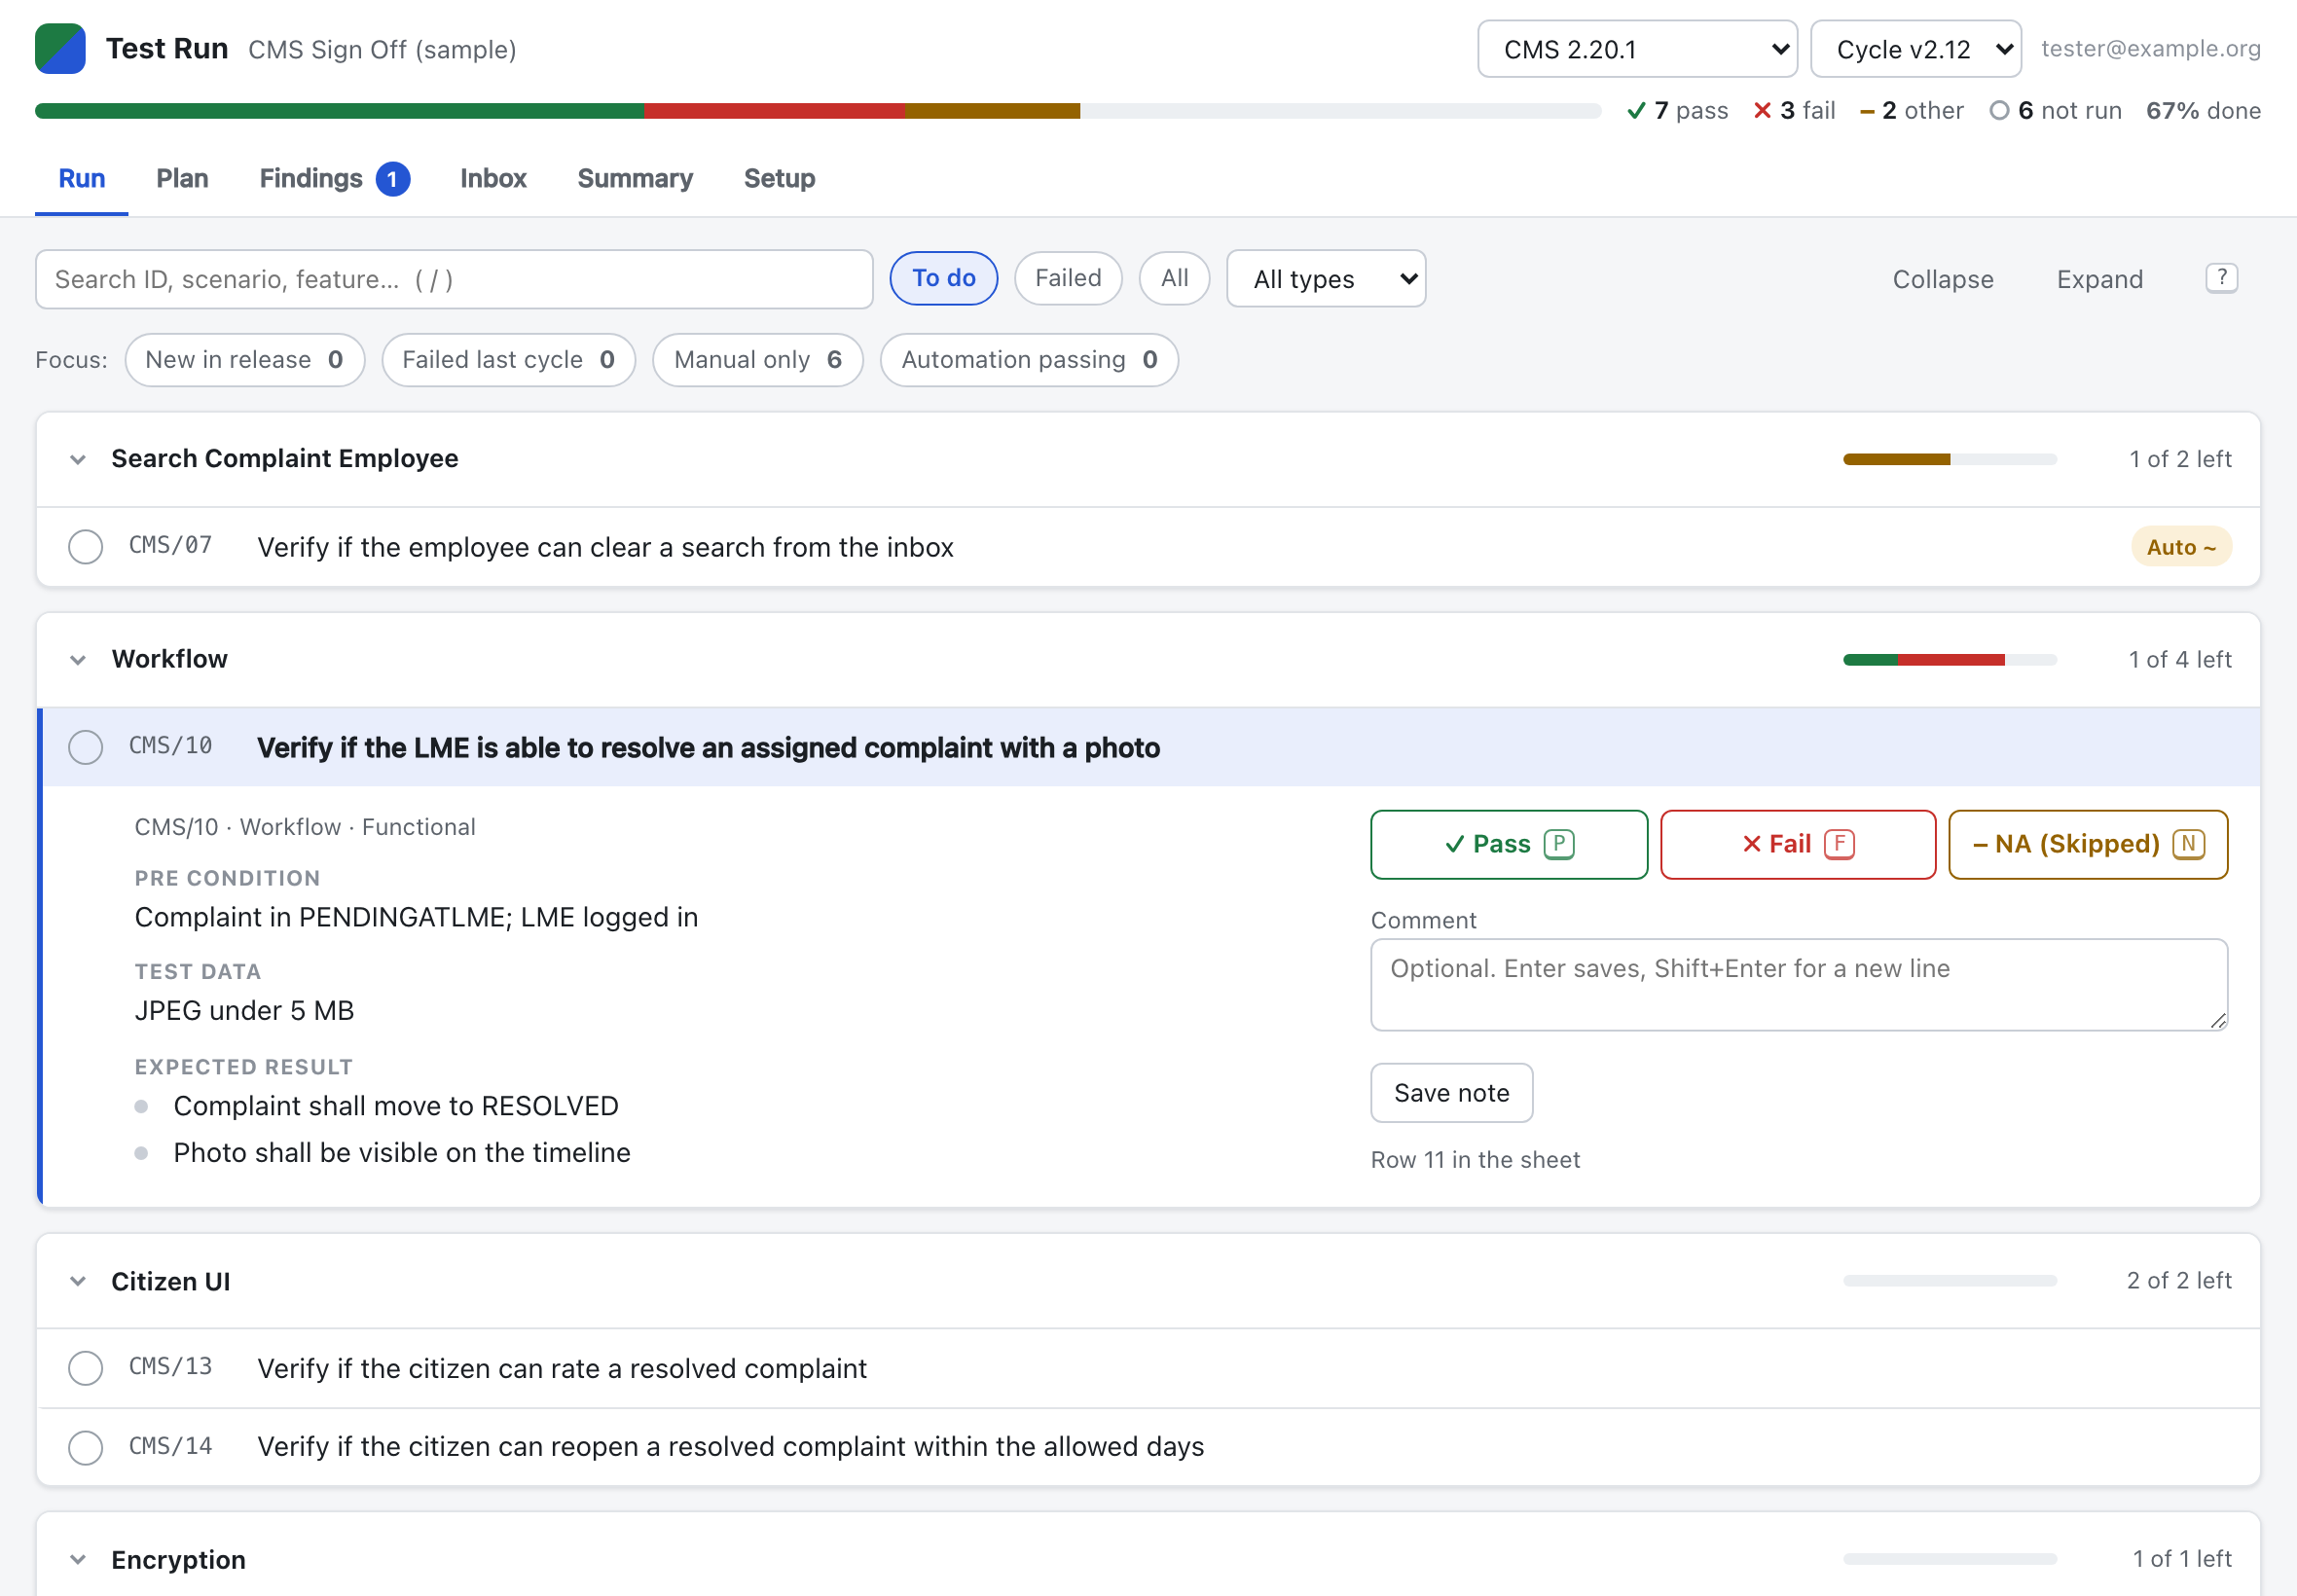 Test Run CMS Sign Off (sample) CMS 2.20.1 Cycle v2.12 tester@example.org
7 pass 3 fail 2 other 6 not run 67% done
Run Plan Findings 1 Inbox Summary Setup
Search ID, scenario, feature... ( / ) To do Failed All All types Collapse Expand ?
Focus: New in release 0 Failed last cycle 0 Manual only 6 Automation passing 0
Search Complaint Employee 1 of 2 left
CMS/07 Verify if the employee can clear a search from the inbox Auto ~
Workflow 1 of 4 left
CMS/10 Verify if the LME is able to resolve an assigned complaint with a photo
CMS/10 · Workflow · Functional
PRE CONDITION
Complaint in PENDINGATLME; LME logged in
TEST DATA
JPEG under 5 MB
EXPECTED RESULT
Complaint shall move to RESOLVED
Photo shall be visible on the timeline
✓ Pass P ✕ Fail F – NA (Skipped) N
Comment
Optional. Enter saves, Shift+Enter for a new line
Save note
Row 11 in the sheet
Citizen UI 2 of 2 left
CMS/13 Verify if the citizen can rate a resolved complaint
CMS/14 Verify if the citizen can reopen a resolved complaint within the allowed days
Encryption 1 of 1 left